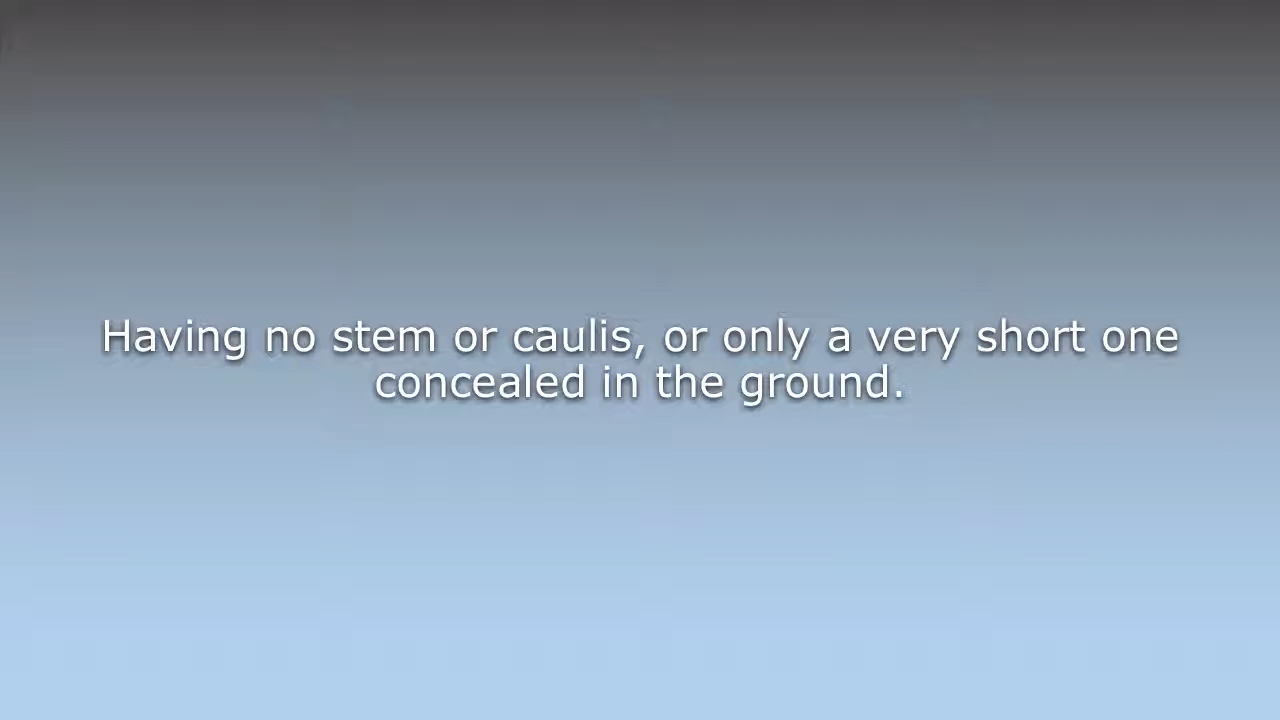 Having no stem or caulis, or only a very short one
concealed in the ground.